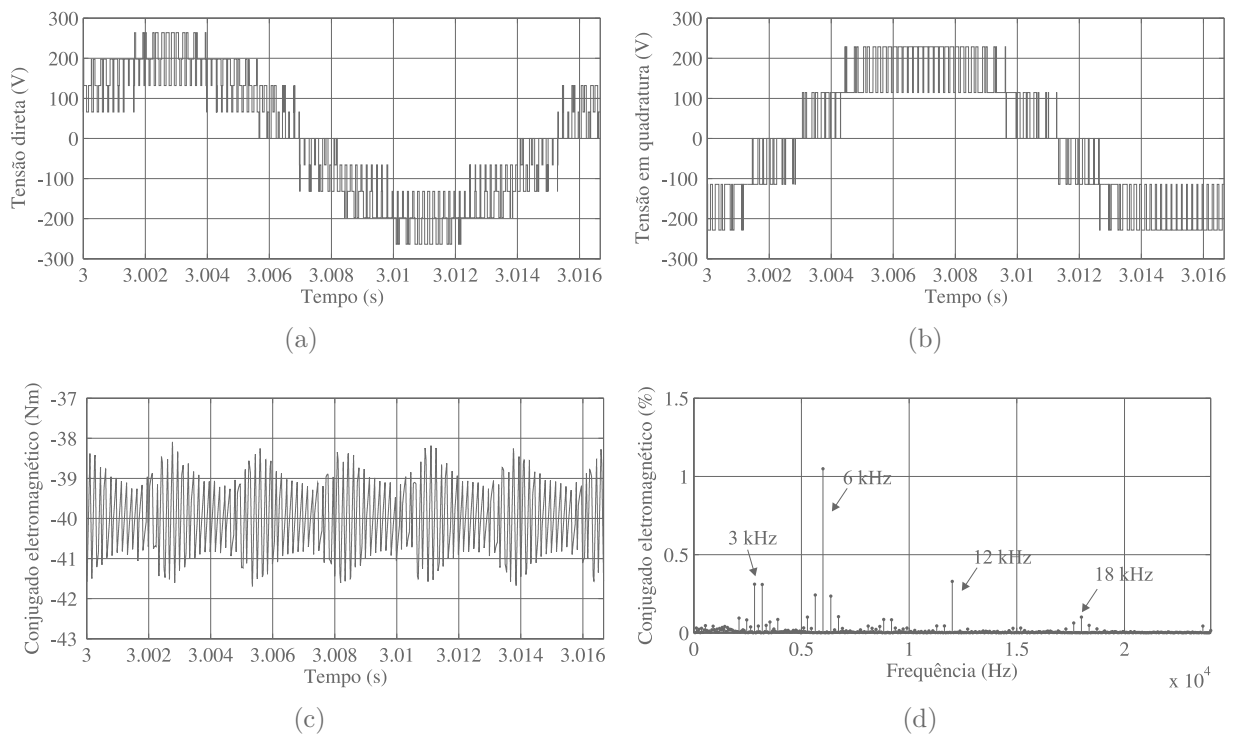 300
200
100
0
-100
-200
-300
Tensão direta (V)
3 3.002 3.004 3.006 3.008 3.01 3.012 3.014 3.016
Tempo (s)
(a)
300
200
100
0
-100
-200
-300
Tensão em quadratura (V)
3 3.002 3.004 3.006 3.008 3.01 3.012 3.014 3.016
Tempo (s)
(b)
-37
-38
-39
-40
-41
-42
-43
Conjugado eletromagnético (Nm)
3 3.002 3.004 3.006 3.008 3.01 3.012 3.014 3.016
Tempo (s)
(c)
1.5
1
0.5
0
Conjugado eletromagnético (%)
6 kHz
3 kHz
12 kHz
18 kHz
0 0.5 1 1.5 2
Frequência (Hz)
x 10⁴
(d)